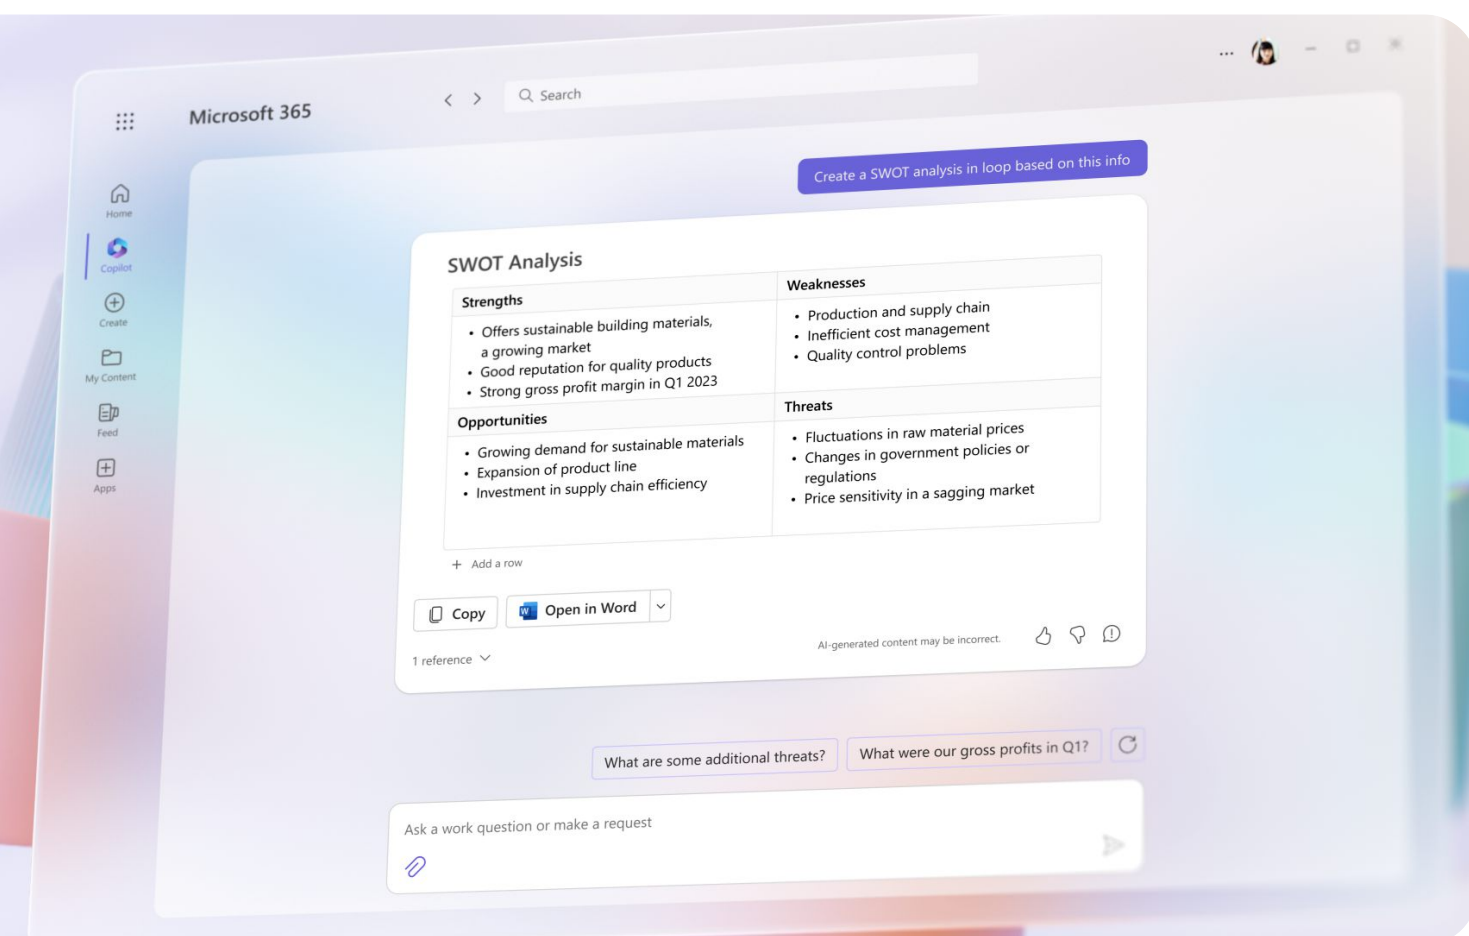 Microsoft 365
Search
Home
Copilot
Create
My Content
Feed
Apps
Create a SWOT analysis in loop based on this info
SWOT Analysis
Strengths
• Offers sustainable building materials,
a growing market
• Good reputation for quality products
• Strong gross profit margin in Q1 2023
Weaknesses
• Production and supply chain
• Inefficient cost management
• Quality control problems
Opportunities
• Growing demand for sustainable materials
• Expansion of product line
• Investment in supply chain efficiency
Threats
• Fluctuations in raw material prices
• Changes in government policies or
regulations
• Price sensitivity in a sagging market
+ Add a row
Copy
Open in Word
1 reference
AI-generated content may be incorrect.
What are some additional threats?
What were our gross profits in Q1?
Ask a work question or make a request